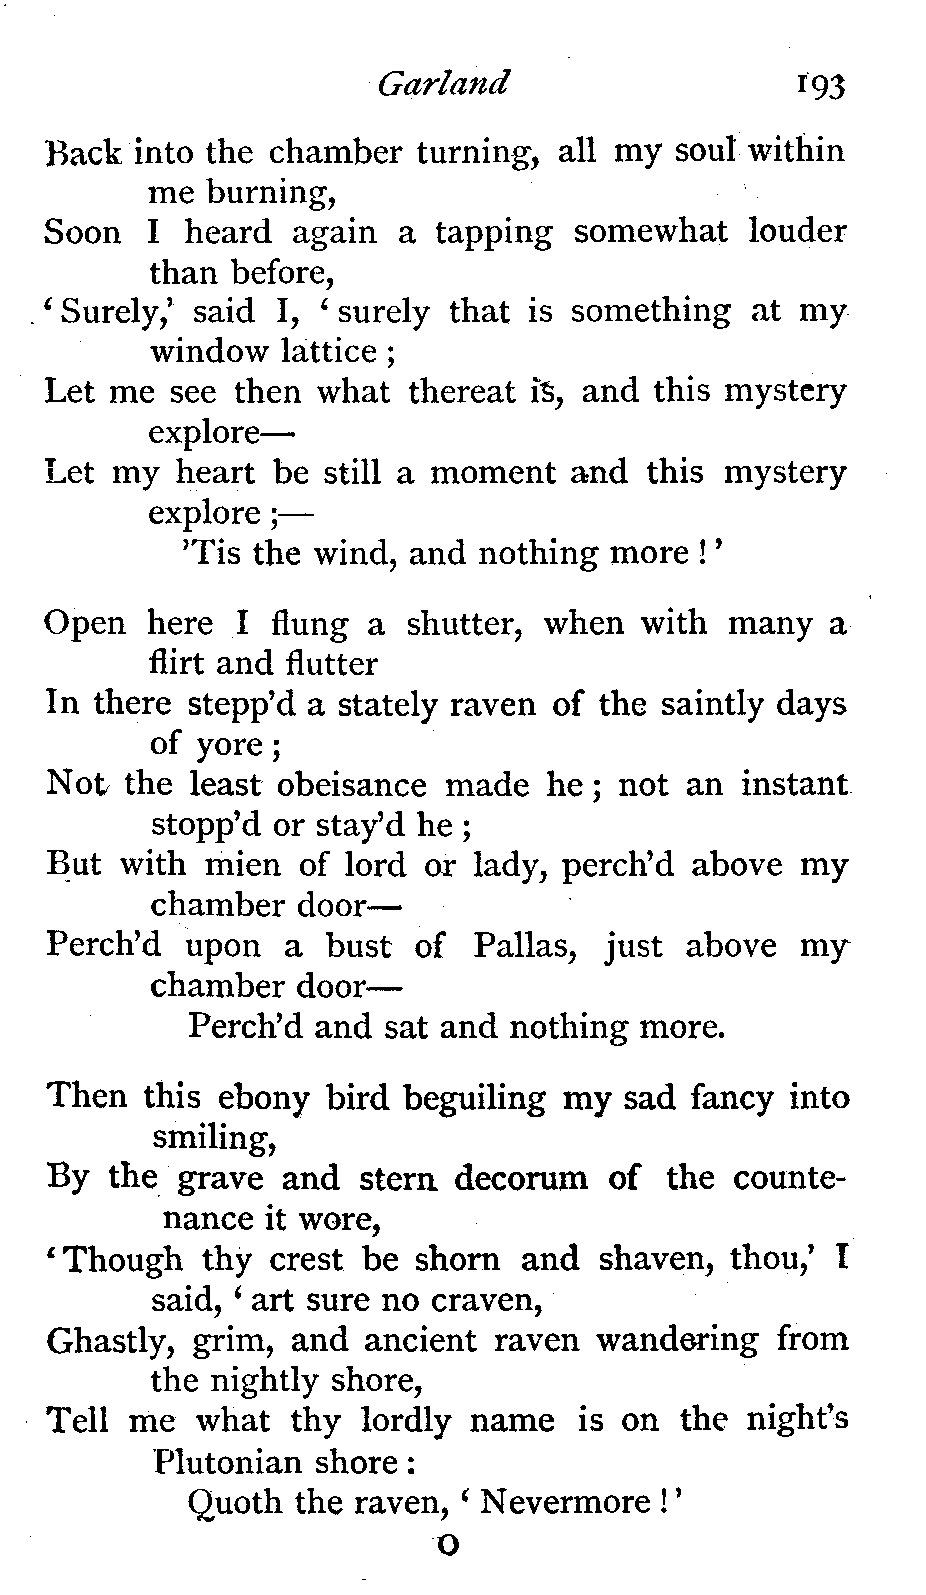 Garland 193
Back into the chamber turning, all my soul within
me burning,
Soon I heard again a tapping somewhat louder
than before,
‘Surely,’ said I, ‘surely that is something at my
window lattice ;
Let me see then what thereat is, and this mystery
explore—
Let my heart be still a moment and this mystery
explore ;—
’Tis the wind, and nothing more ! ’
Open here I flung a shutter, when with many a
flirt and flutter
In there stepp’d a stately raven of the saintly days
of yore ;
Not the least obeisance made he ; not an instant
stopp’d or stay’d he ;
But with mien of lord or lady, perch’d above my
chamber door—
Perch’d upon a bust of Pallas, just above my
chamber door—
Perch’d and sat and nothing more.
Then this ebony bird beguiling my sad fancy into
smiling,
By the grave and stern decorum of the counte-
nance it wore,
‘Though thy crest be shorn and shaven, thou,’ I
said, ‘ art sure no craven,
Ghastly, grim, and ancient raven wandering from
the nightly shore,
Tell me what thy lordly name is on the night’s
Plutonian shore :
Quoth the raven, ‘ Nevermore ! ’
O